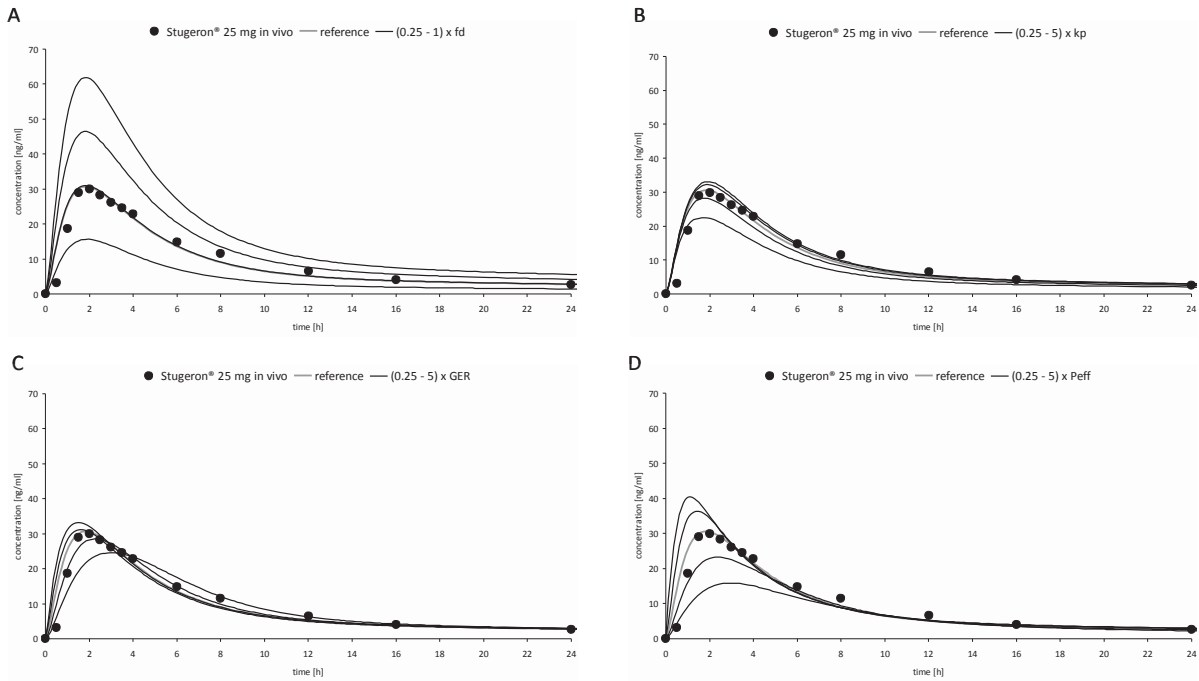 A
Stugeron® 25 mg in vivo reference (0.25 - 1) x fd
concentration [ng/ml]
70
60
50
40
30
20
10
0
0 2 4 6 8 10 12 14 16 18 20 22 24
time [h]
B
Stugeron® 25 mg in vivo reference (0.25 - 5) x kp
concentration [ng/ml]
70
60
50
40
30
20
10
0
0 2 4 6 8 10 12 14 16 18 20 22 24
time [h]
C
Stugeron® 25 mg in vivo reference (0.25 - 5) x GER
concentration [ng/ml]
70
60
50
40
30
20
10
0
0 2 4 6 8 10 12 14 16 18 20 22 24
time [h]
D
Stugeron® 25 mg in vivo reference (0.25 - 5) x Peff
concentration [ng/ml]
70
60
50
40
30
20
10
0
0 2 4 6 8 10 12 14 16 18 20 22 24
time [h]